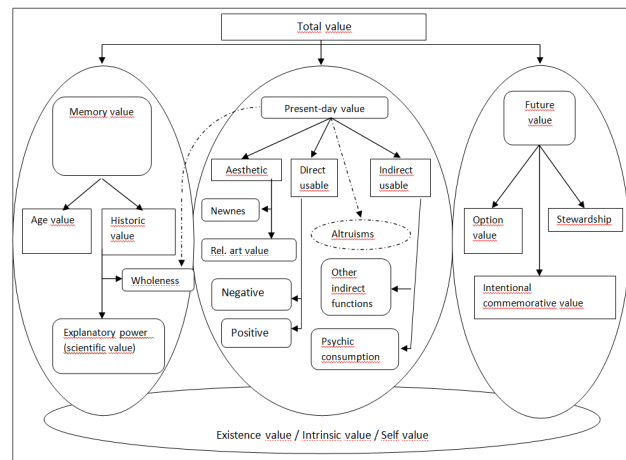 Total value
Memory value
Age value
Historic
value
Wholeness
Explanatory power
(scientific value)
Present-day value
Aesthetic
Direct
usable
Indirect
usable
Newnes
Rel. art value
Altruisms
Negative
Positive
Other
indirect
functions
Psychic
consumption
Future
value
Option
value
Stewardship
Intentional
commemorative value
Existence value / Intrinsic value / Self value